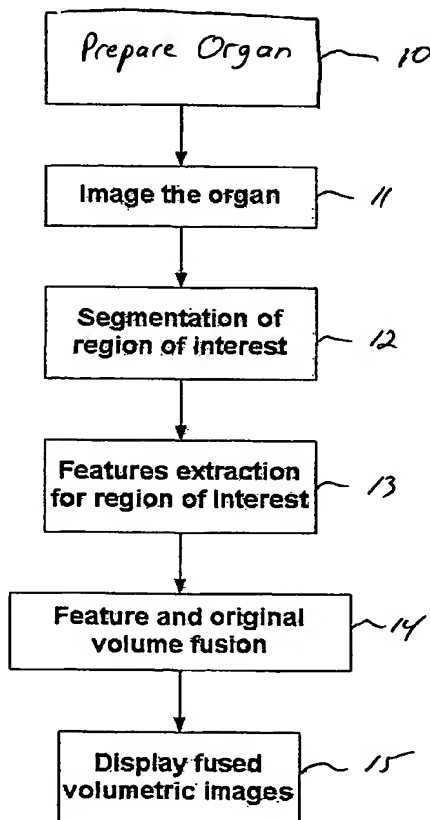 Prepare Organ
10
Image the organ
11
Segmentation of
region of interest
12
Features extraction
for region of interest
13
Feature and original
volume fusion
14
Display fused
volumetric images
15